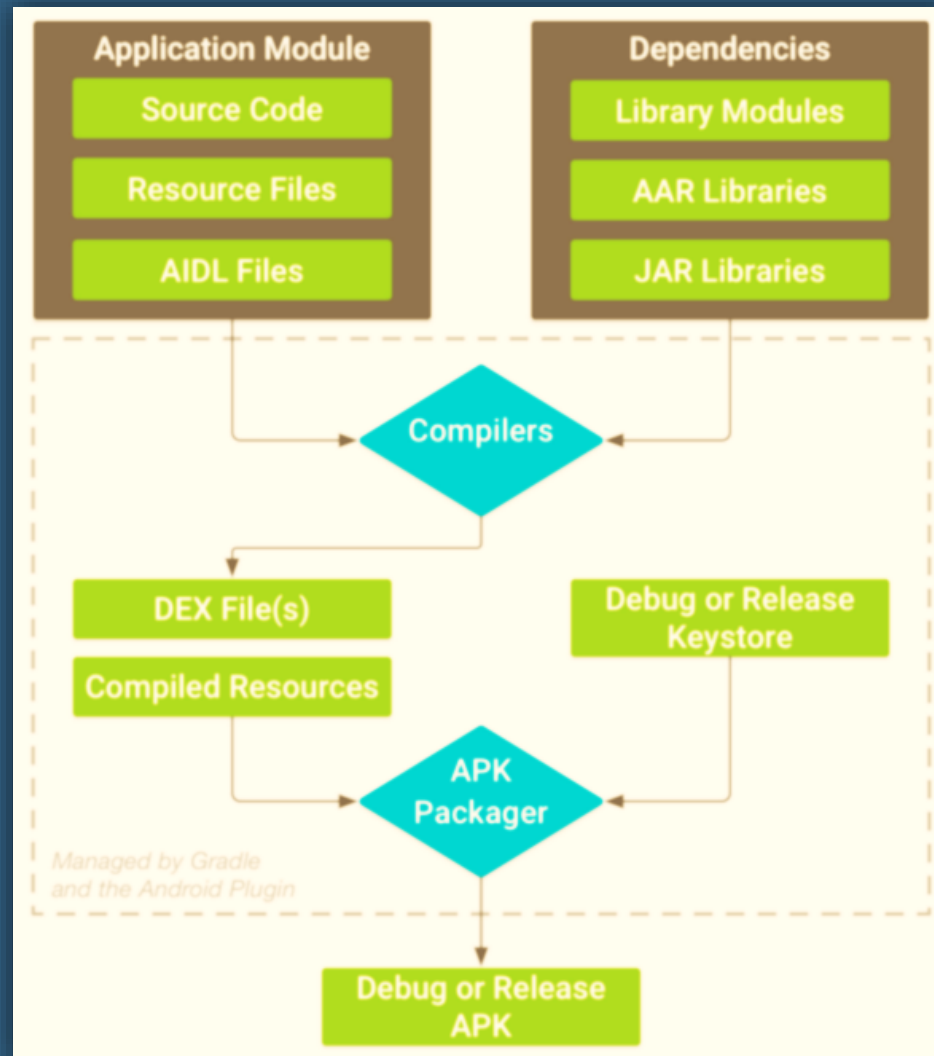 Application Module
Source Code
Resource Files
AIDL Files
Dependencies
Library Modules
AAR Libraries
JAR Libraries
Compilers
DEX File(s)
Compiled Resources
Debug or Release
Keystore
APK
Packager
Managed by Gradle
and the Android Plugin
Debug or Release
APK